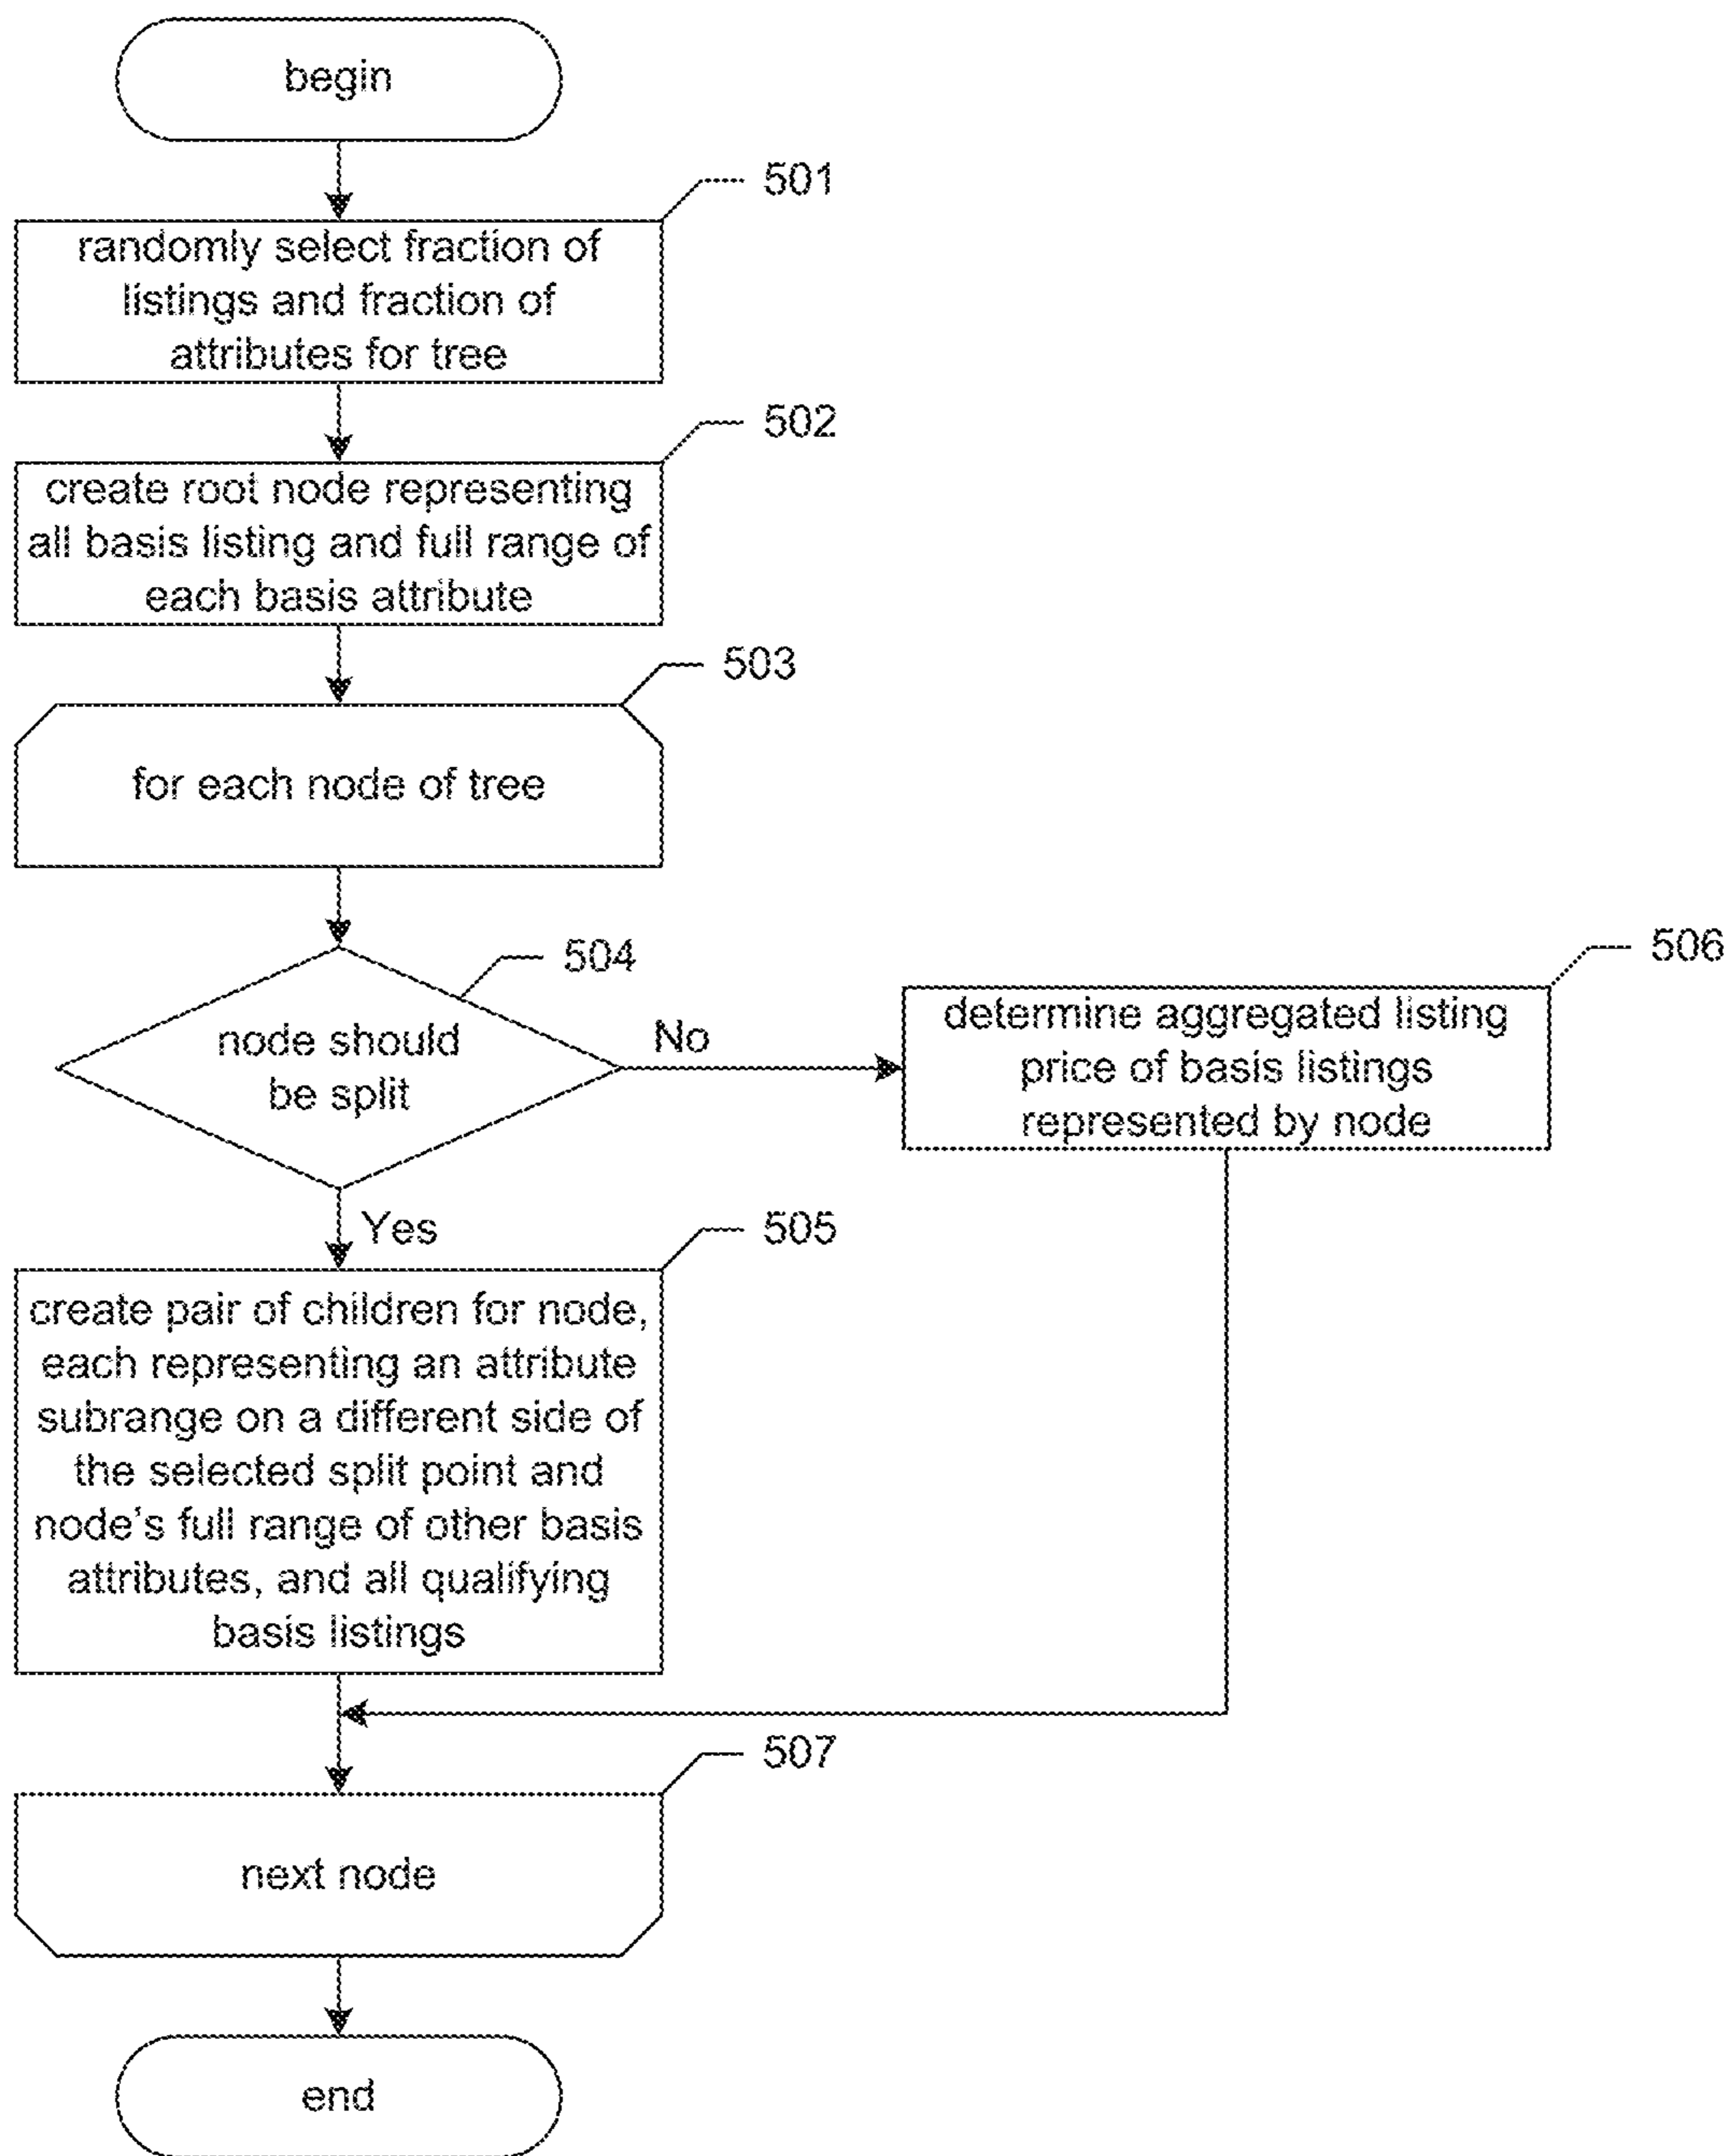 begin
501
randomly select fraction of
listings and fraction of
attributes for tree
502
create root node representing
all basis listing and full range of
each basis attribute
503
for each node of tree
504
node should
be split
No
506
determine aggregated listing
price of basis listings
represented by node
Yes
505
create pair of children for node,
each representing an attribute
subrange on a different side of
the selected split point and
node's full range of other basis
attributes, and all qualifying
basis listings
507
next node
end